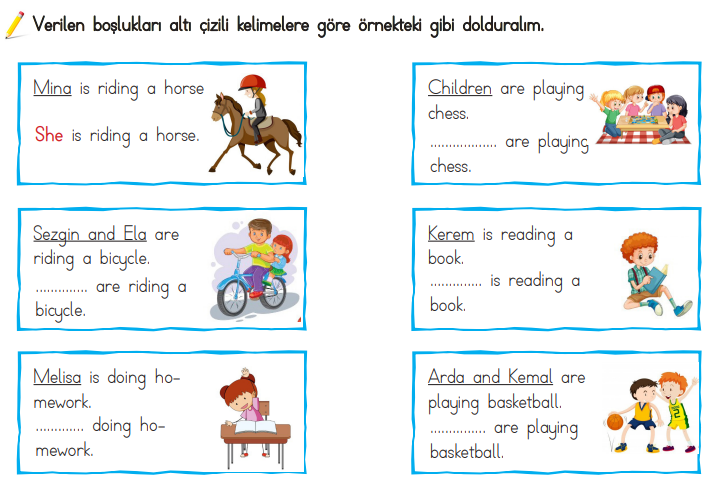 Verilen boşlukları altı çizili kelimelere göre örnekteki gibi dolduralım.
Mina is riding a horse
She is riding a horse.
Children are playing
chess.
................... are playing
chess.
Sezgin and Ela are
riding a bicycle.
............... are riding a
bicycle.
Kerem is reading a
book.
............... is reading a
book.
Melisa is doing ho-
mework.
.............. doing ho-
mework.
Arda and Kemal are
playing basketball.
................ are playing
basketball.